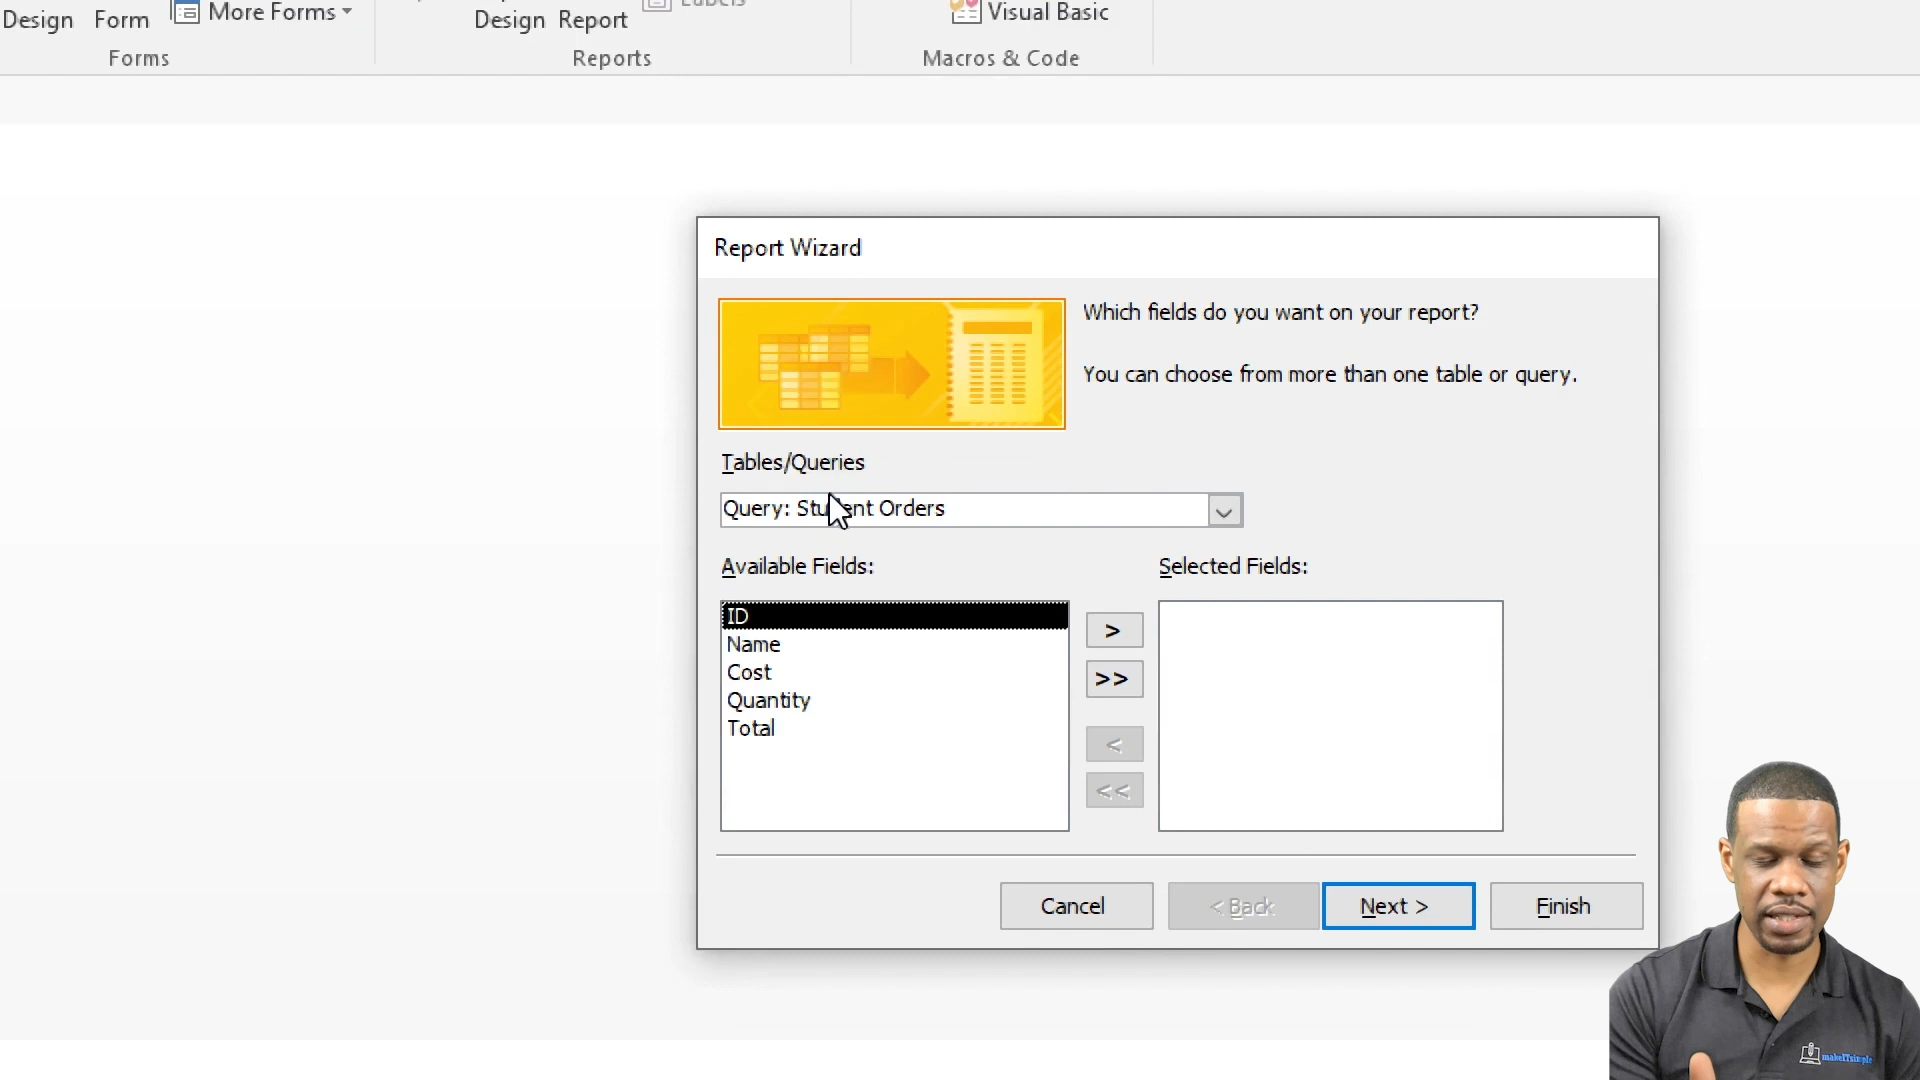 Design Form More Forms
Forms
Design Report
Reports
Visual Basic
Macros & Code
Report Wizard
Which fields do you want on your report?
You can choose from more than one table or query.
Tables/Queries
Query: Student Orders
Available Fields:
Selected Fields:
ID
Name
Cost
Quantity
Total
>
>>
<
<<
Cancel
< Back
Next >
Finish
makeITsimple